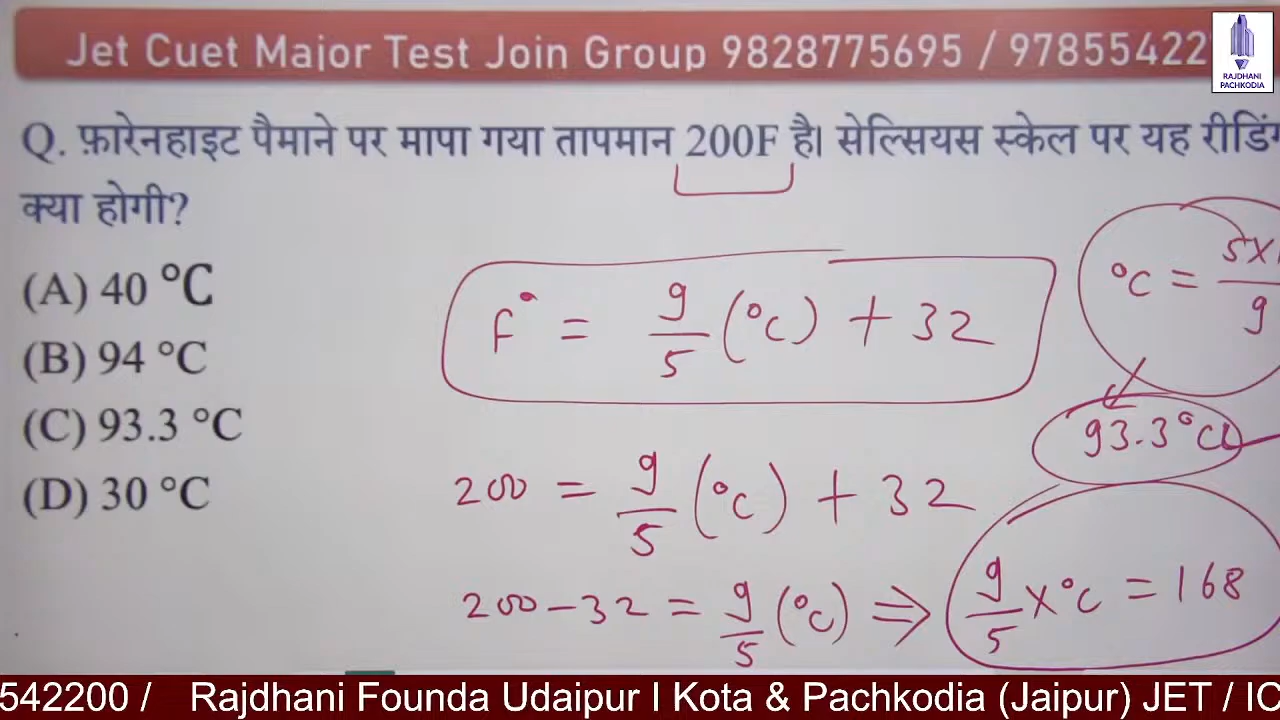 Jet Cuet Major Test Join Group 9828775695 / 97855422
RAJDHANI
PACHKODIA
Q. फ़ारेनहाइट पैमाने पर मापा गया तापमान 200F है। सेल्सियस स्केल पर यह रीडिंग
क्या होगी?
(A) 40 °C
(B) 94 °C
(C) 93.3 °C
(D) 30 °C
F° = 9/5 (°C) + 32
°C = 5×
9
93.3°C
200 = 9/5 (°C) + 32
200 - 32 = 9/5 (°C) ⇒ 9/5 × °C = 168
542200 / Rajdhani Founda Udaipur I Kota & Pachkodia (Jaipur) JET / IC